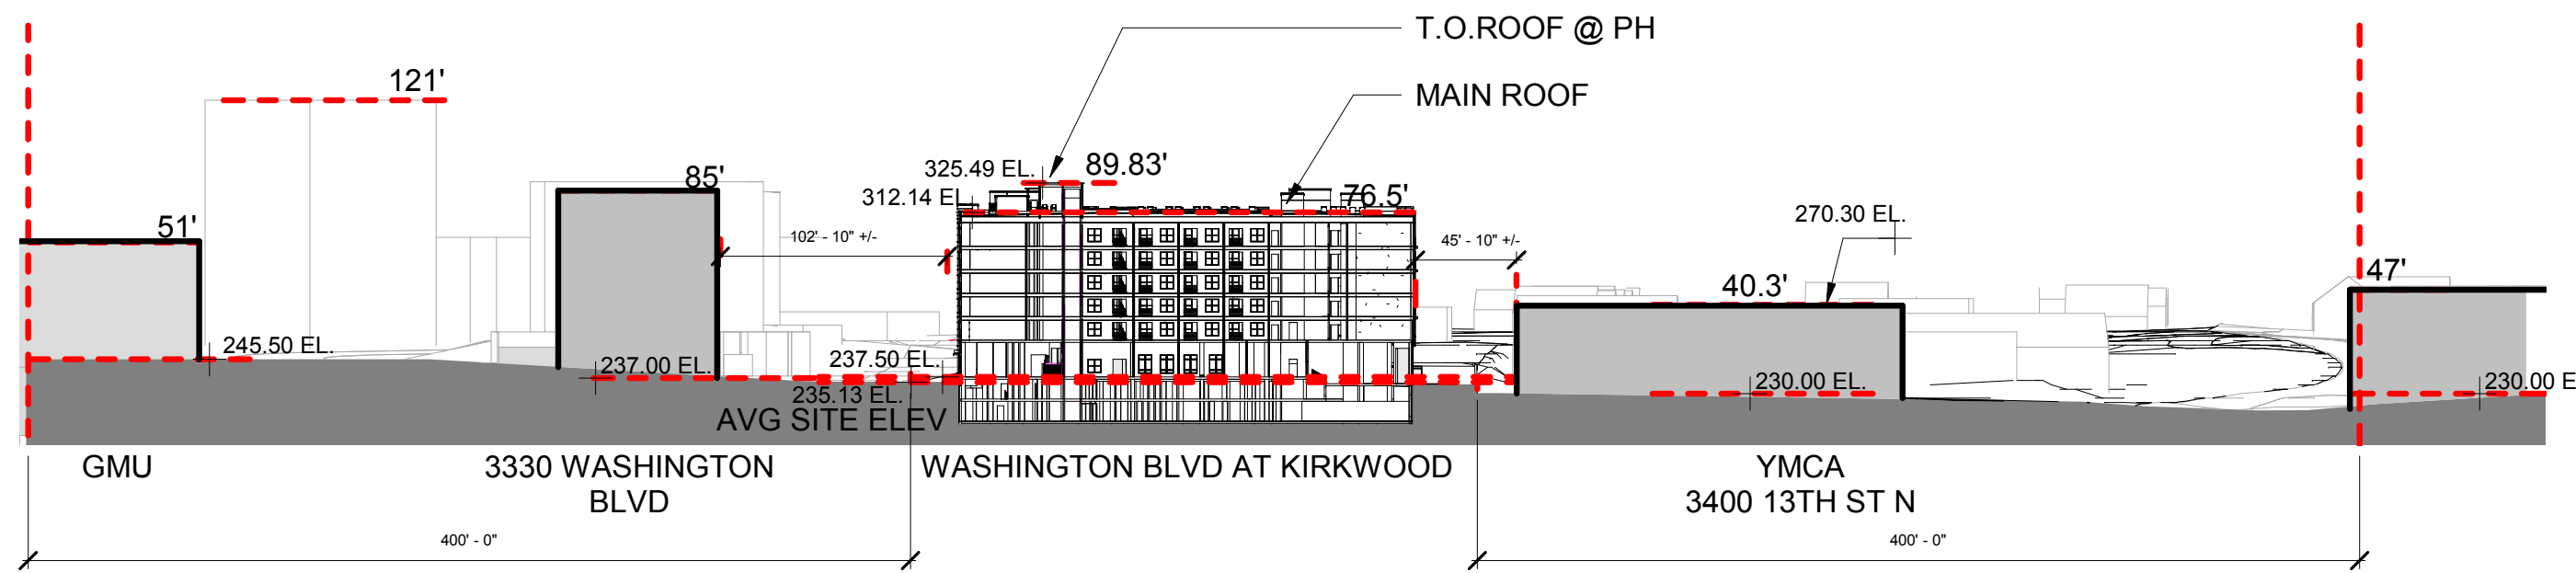 T.O.ROOF @ PH
MAIN ROOF
121'
85'
51'
325.49 EL.
89.83'
312.14 EL.
76.5'
102' - 10" +/-
45' - 10" +/-
270.30 EL.
40.3'
47'
245.50 EL.
237.00 EL.
237.50 EL.
235.13 EL.
AVG SITE ELEV
230.00 EL.
230.00 E
GMU
3330 WASHINGTON
BLVD
WASHINGTON BLVD AT KIRKWOOD
YMCA
3400 13TH ST N
400' - 0"
400' - 0"